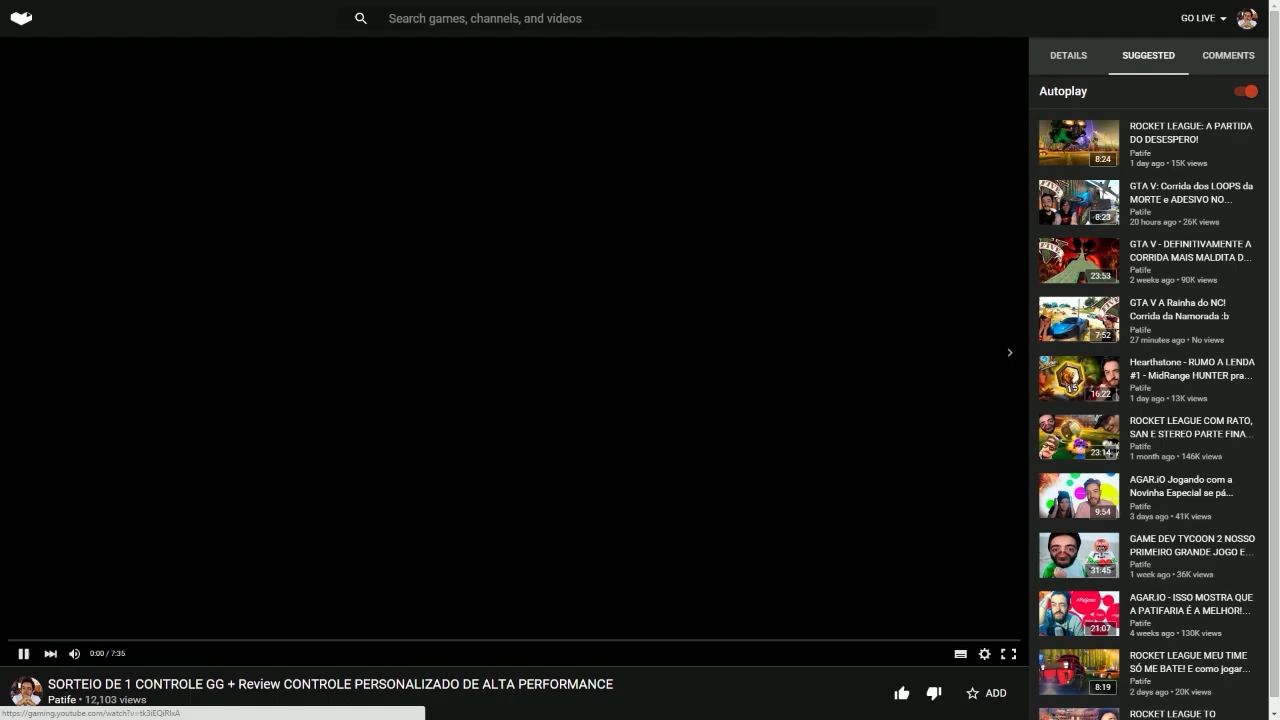 Search games, channels, and videos
GO LIVE
DETAILS
SUGGESTED
COMMENTS
Autoplay
8:24
ROCKET LEAGUE: A PARTIDA
DO DESESPERO!
Patife
1 day ago • 15K views
8:23
GTA V: Corrida dos LOOPS da
MORTE e ADESIVO NO...
Patife
20 hours ago • 26K views
23:53
GTA V - DEFINITIVAMENTE A
CORRIDA MAIS MALDITA D...
Patife
2 weeks ago • 90K views
7:52
GTA V A Rainha do NC!
Corrida da Namorada :b
Patife
27 minutes ago • No views
16:22
Hearthstone - RUMO A LENDA
#1 - MidRange HUNTER pra...
Patife
1 day ago • 13K views
23:14
ROCKET LEAGUE COM RATO,
SAN E STEREO PARTE FINA...
Patife
1 month ago • 146K views
9:54
AGAR.iO Jogando com a
Novinha Especial se pá...
Patife
3 days ago • 41K views
31:45
GAME DEV TYCOON 2 NOSSO
PRIMEIRO GRANDE JOGO E...
Patife
1 week ago • 36K views
21:07
AGAR.IO - ISSO MOSTRA QUE
A PATIFARIA É A MELHOR!...
Patife
4 weeks ago • 130K views
8:19
ROCKET LEAGUE MEU TIME
SÓ ME BATE! E como jogar...
Patife
2 days ago • 20K views
ROCKET LEAGUE TO
0:00 / 7:35
SORTEIO DE 1 CONTROLE GG + Review CONTROLE PERSONALIZADO DE ALTA PERFORMANCE
Patife • 12,103 views
ADD